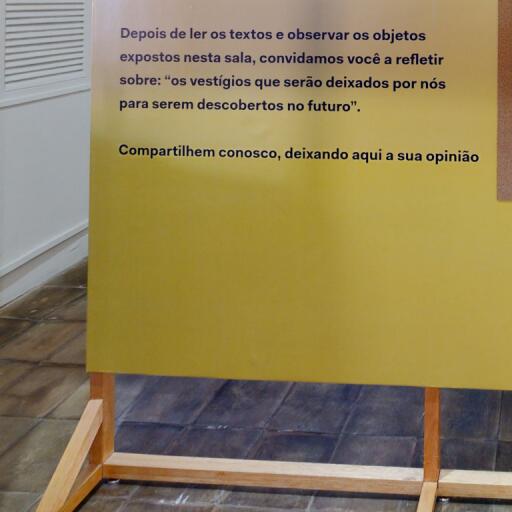 Depois de ler os textos e observar os objetos
expostos nesta sala, convidamos você a refletir
sobre: “os vestígios que serão deixados por nós
para serem descobertos no futuro”.
Compartilhem conosco, deixando aqui a sua opinião